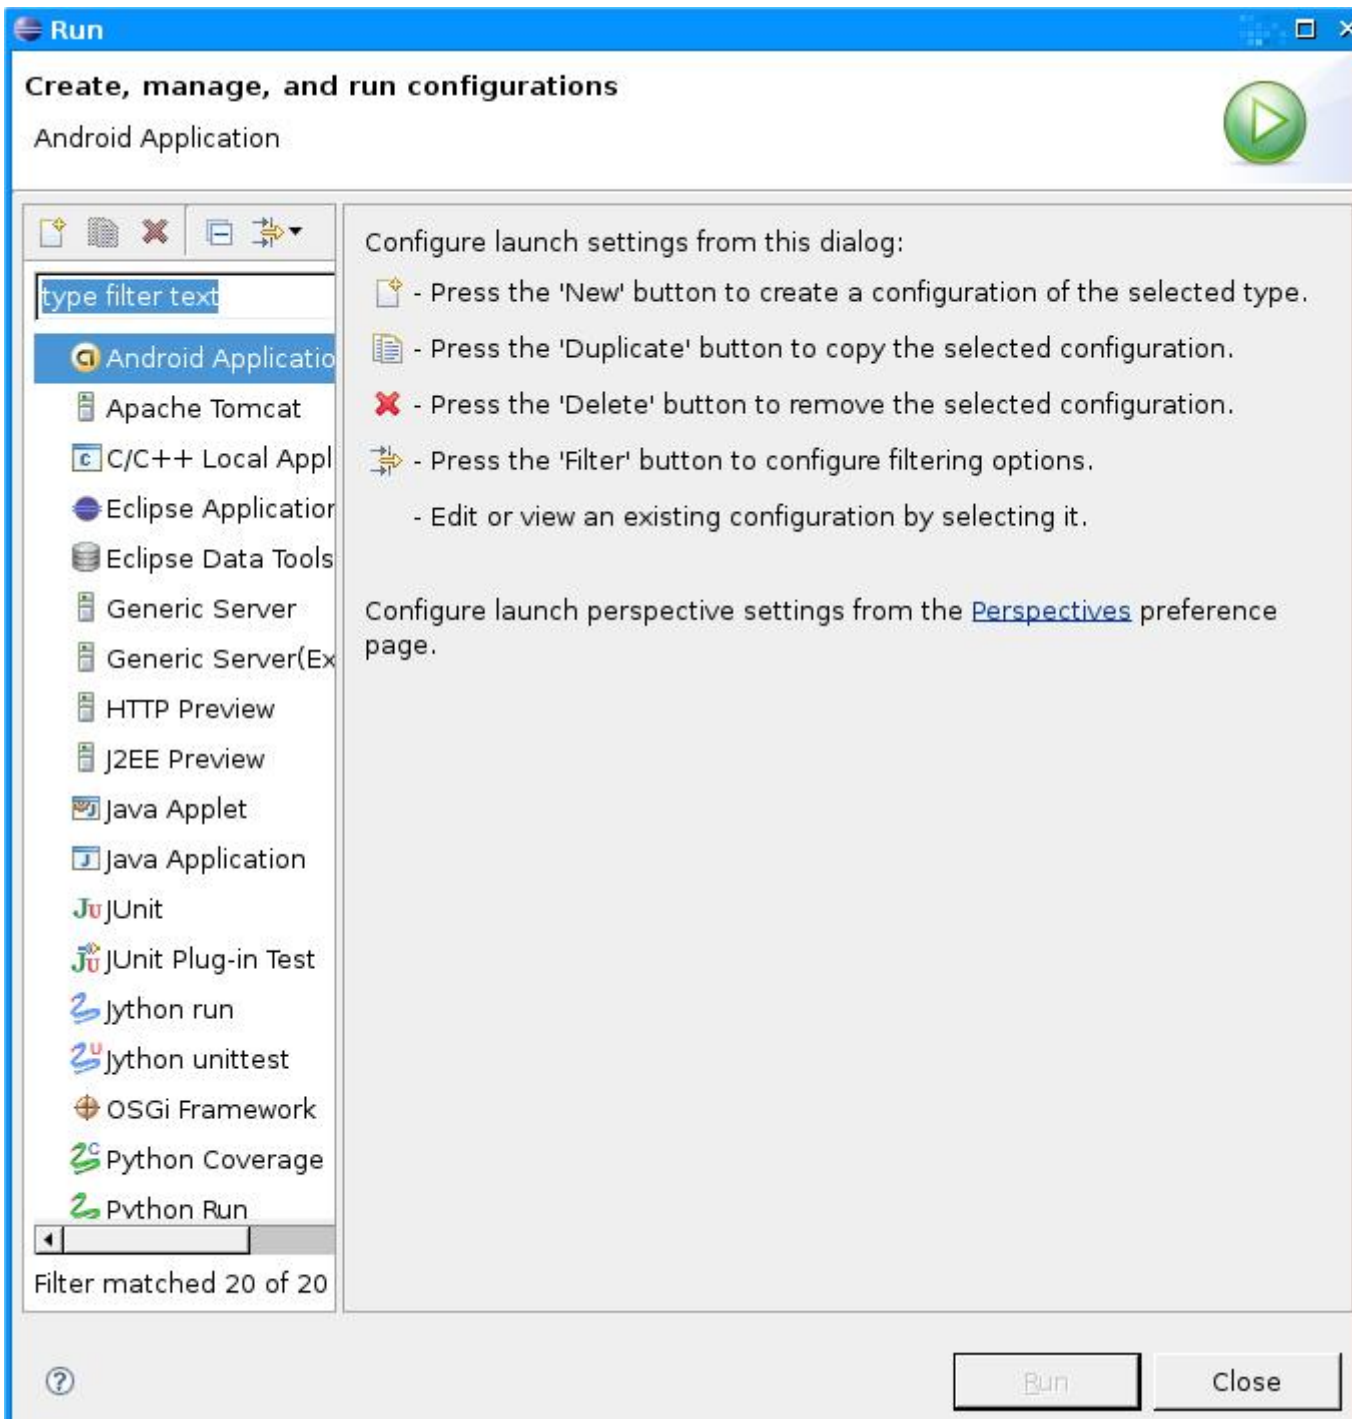 Run
Create, manage, and run configurations
Android Application
type filter text
Android Applicatio
Apache Tomcat
C/C++ Local Appl
Eclipse Application
Eclipse Data Tools
Generic Server
Generic Server(Ex
HTTP Preview
J2EE Preview
Java Applet
Java Application
JUnit
JUnit Plug-in Test
Jython run
Jython unittest
OSGi Framework
Python Coverage
Python Run
Filter matched 20 of 20
Configure launch settings from this dialog:
- Press the 'New' button to create a configuration of the selected type.
- Press the 'Duplicate' button to copy the selected configuration.
- Press the 'Delete' button to remove the selected configuration.
- Press the 'Filter' button to configure filtering options.
- Edit or view an existing configuration by selecting it.
Configure launch perspective settings from the Perspectives preference
page.
Run
Close